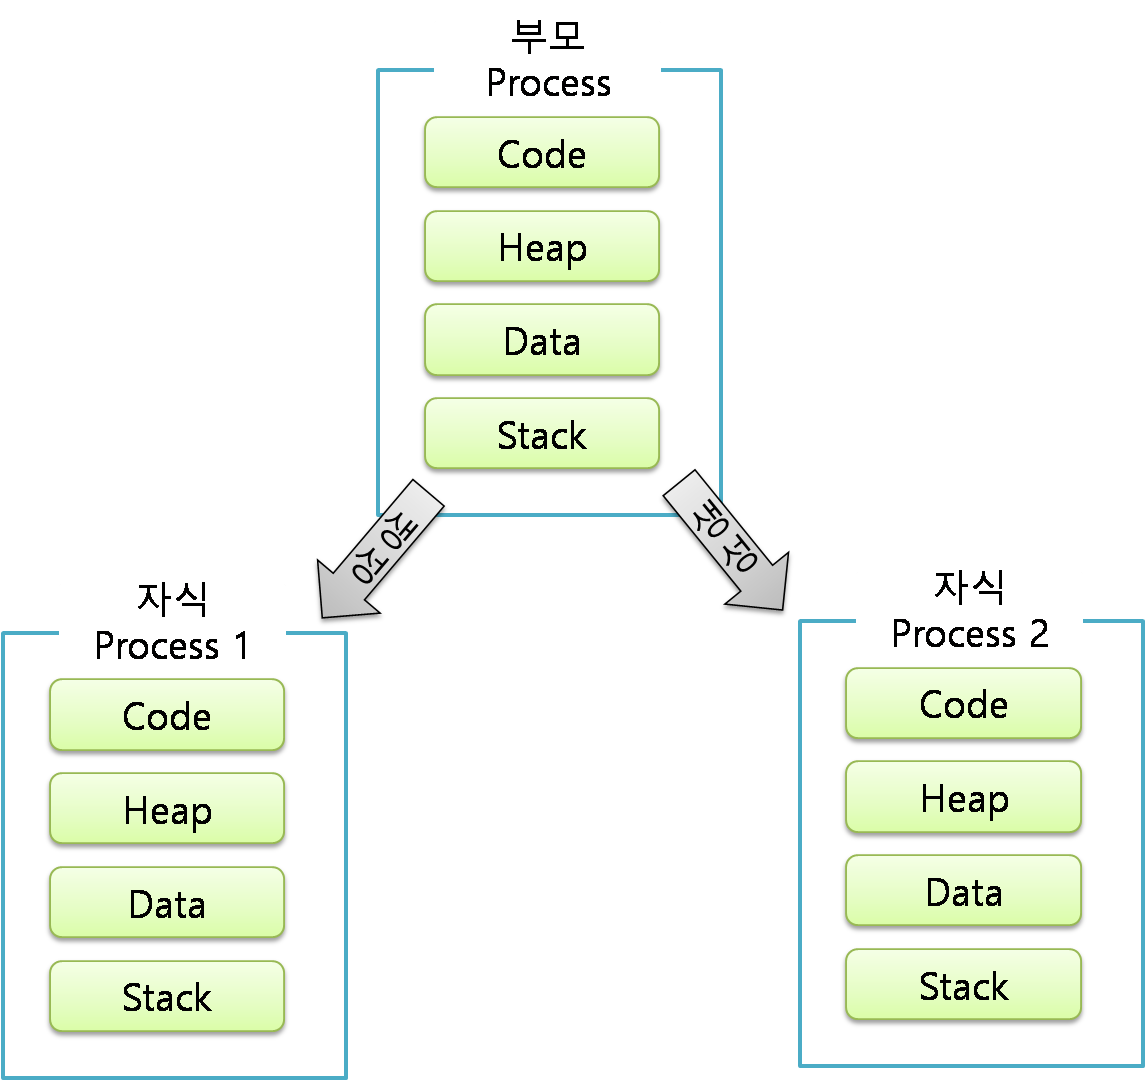 부모
Process
Code
Heap
Data
Stack
생성
생성
자식
Process 1
Code
Heap
Data
Stack
자식
Process 2
Code
Heap
Data
Stack